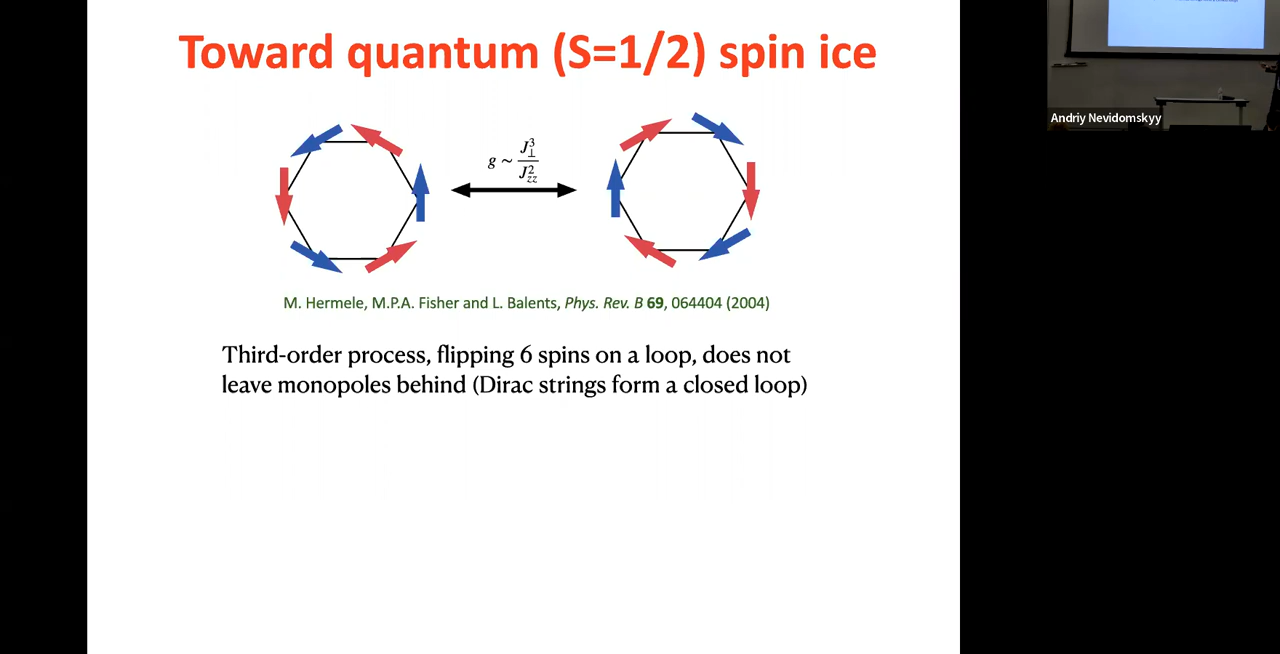 Toward quantum (S=1/2) spin ice
g ~ J⊥³/Jzz²
M. Hermele, M.P.A. Fisher and L. Balents, Phys. Rev. B 69, 064404 (2004)
Third-order process, flipping 6 spins on a loop, does not
leave monopoles behind (Dirac strings form a closed loop)
Andriy Nevidomskyy